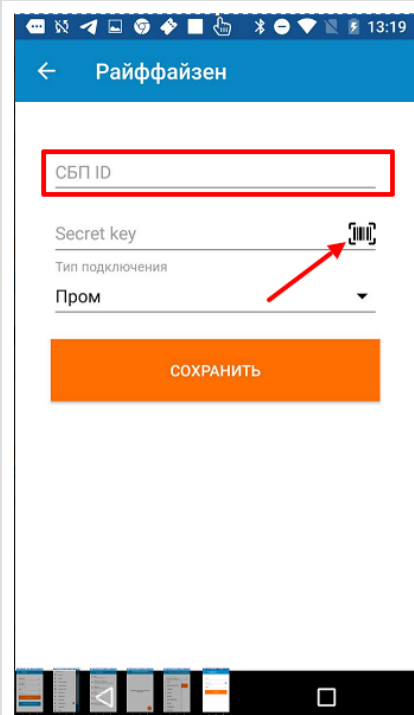 13:19
Райффайзен
СБП ID
Secret key
Тип подключения
Пром
СОХРАНИТЬ